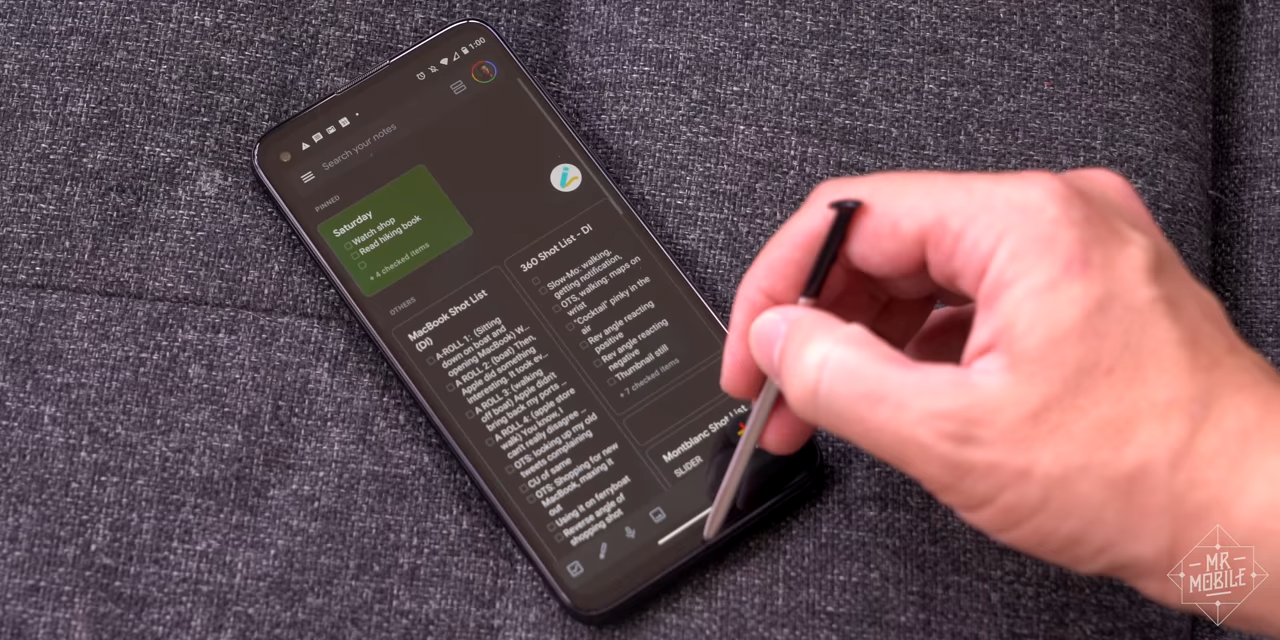 1:00
Search your notes
PINNED
Saturday
Watch shop
Read hiking book
+ 4 checked items
OTHERS
MacBook Shot List
(DI)
A-ROLL 1: (Sitting
down on boat and
opening MacBook) W...
A ROLL 2: (boat) Then,
Apple did something
interesting. It took ev...
A ROLL 3: (walking
off boat) Apple didn't
bring back my ports ...
A ROLL 4: (apple store
walk) You know, I
can't really disagree ...
OTS: looking up my old
tweets complaining
CU of same
OTS: Shopping for new
MacBook, maxing it
out
Using it on ferryboat
Reverse angle of
shopping shot
360 Shot List - DI
Slow-Mo: walking,
getting notification,
OTS, walking: maps on
wrist
"Cocktail" pinky in the
air
Rev angle reacting
positive
Rev angle reacting
negative
Thumbnail still
+ 7 checked items
Montblanc Shot List
SLIDER
MR
MOBILE